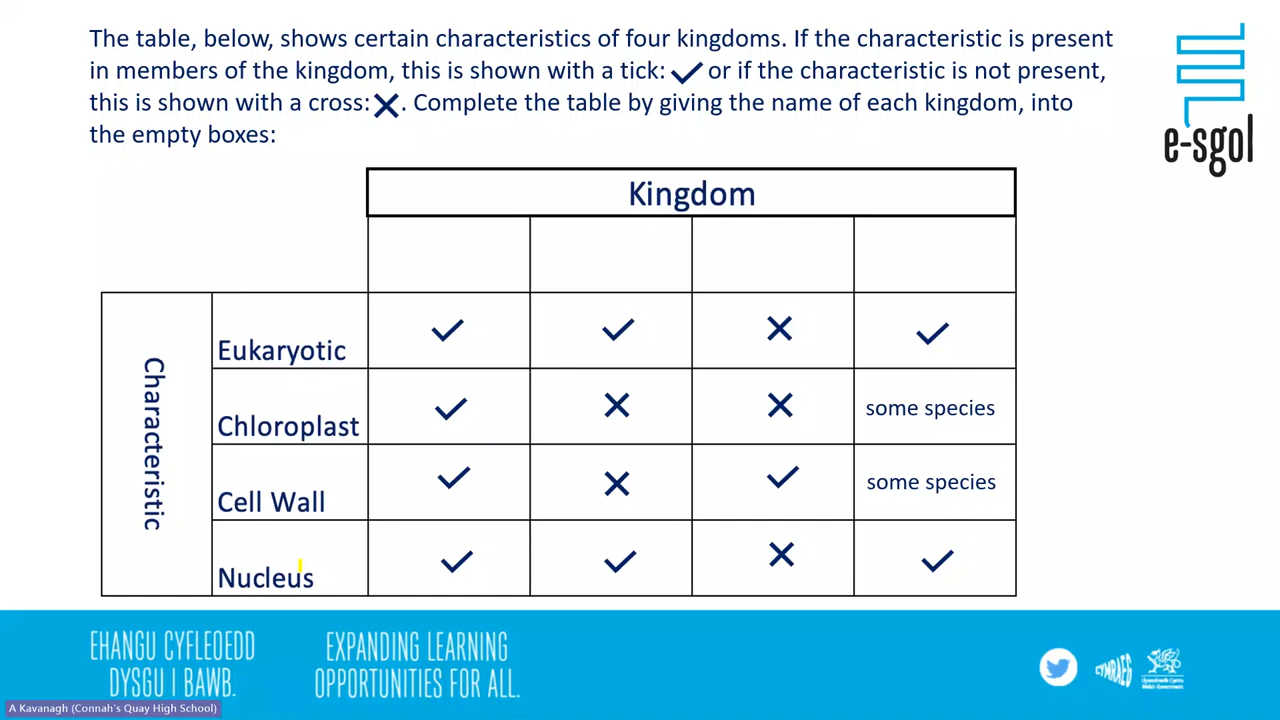 The table, below, shows certain characteristics of four kingdoms. If the characteristic is present
in members of the kingdom, this is shown with a tick: ✓ or if the characteristic is not present,
this is shown with a cross: ✕. Complete the table by giving the name of each kingdom, into
the empty boxes:
e-sgol
Kingdom
Characteristic
Eukaryotic ✓ ✓ ✕ ✓
Chloroplast ✓ ✕ ✕ some species
Cell Wall ✓ ✕ ✓ some species
Nucleus ✓ ✓ ✕ ✓
EHANGU CYFLEOEDD
DYSGU I BAWB.
EXPANDING LEARNING
OPPORTUNITIES FOR ALL.
CYMRAEG
Llywodraeth Cymru
Welsh Government
A Kavanagh (Connah's Quay High School)